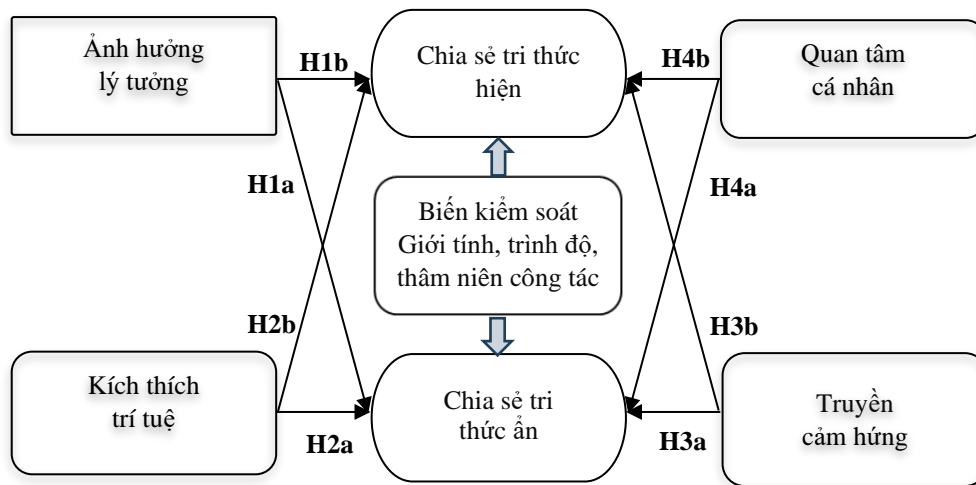 Ảnh hưởng
lý tưởng
H1b
Chia sẻ tri thức
hiện
H4b
Quan tâm
cá nhân
H1a
H4a
Biến kiểm soát
Giới tính, trình độ,
thâm niên công tác
H2b
H3b
Kích thích
trí tuệ
H2a
Chia sẻ tri
thức ẩn
H3a
Truyền
cảm hứng